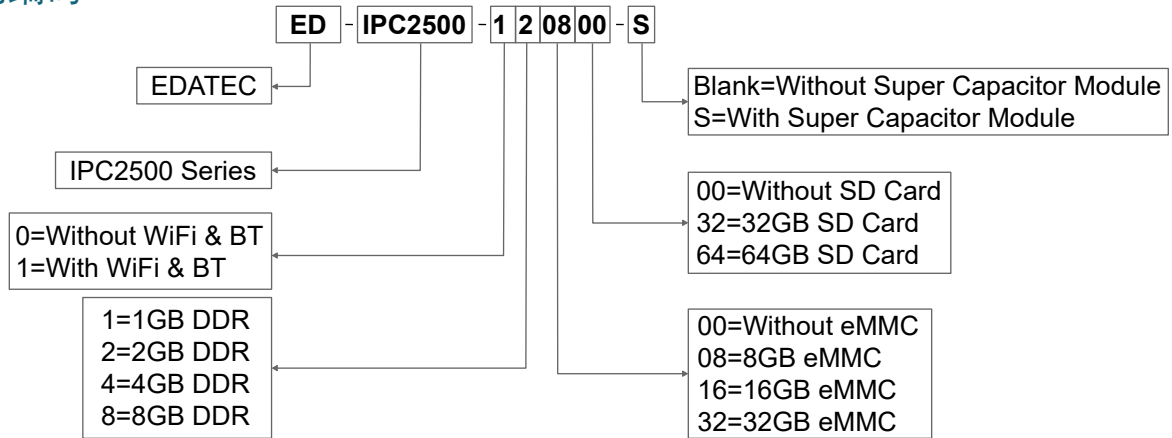 ED - IPC2500 - 1 2 08 00 - S
EDATEC
Blank=Without Super Capacitor Module
S=With Super Capacitor Module
IPC2500 Series
00=Without SD Card
32=32GB SD Card
64=64GB SD Card
0=Without WiFi & BT
1=With WiFi & BT
1=1GB DDR
2=2GB DDR
4=4GB DDR
8=8GB DDR
00=Without eMMC
08=8GB eMMC
16=16GB eMMC
32=32GB eMMC